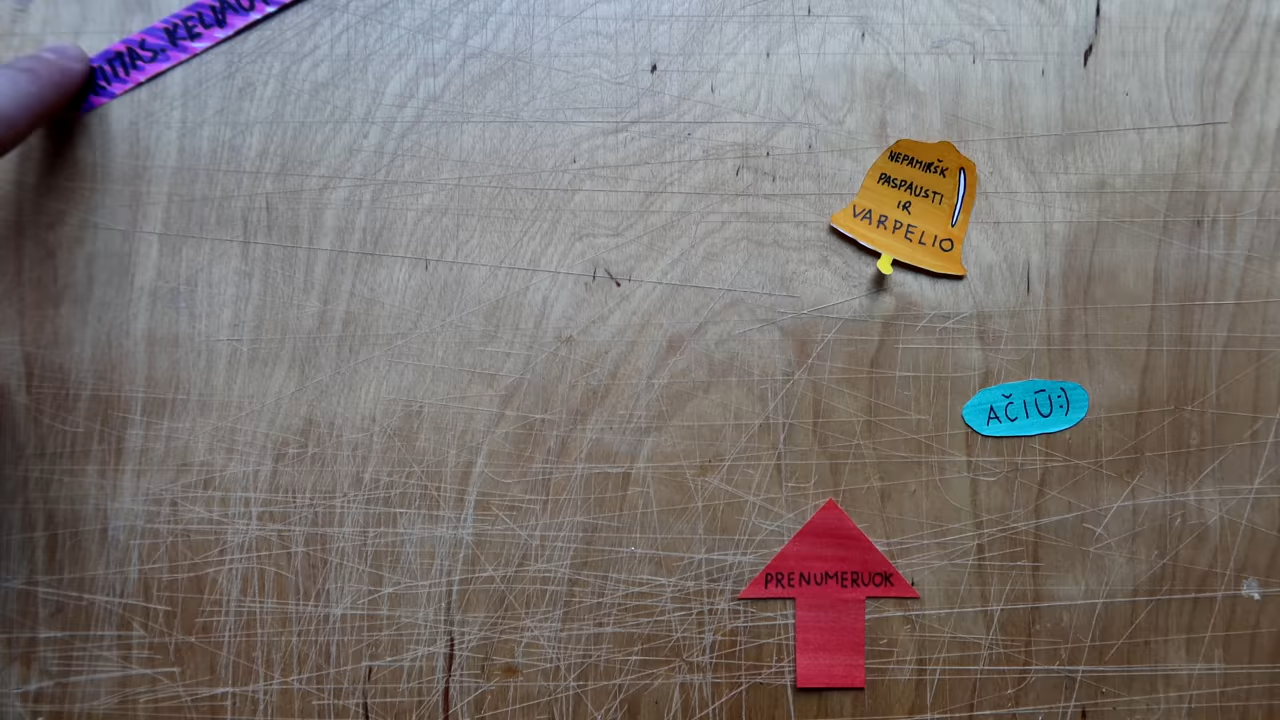 NEPAMIRŠK
PASPAUSTI
IR
VARPELIO
AČIŪ:)
PRENUMERUOK